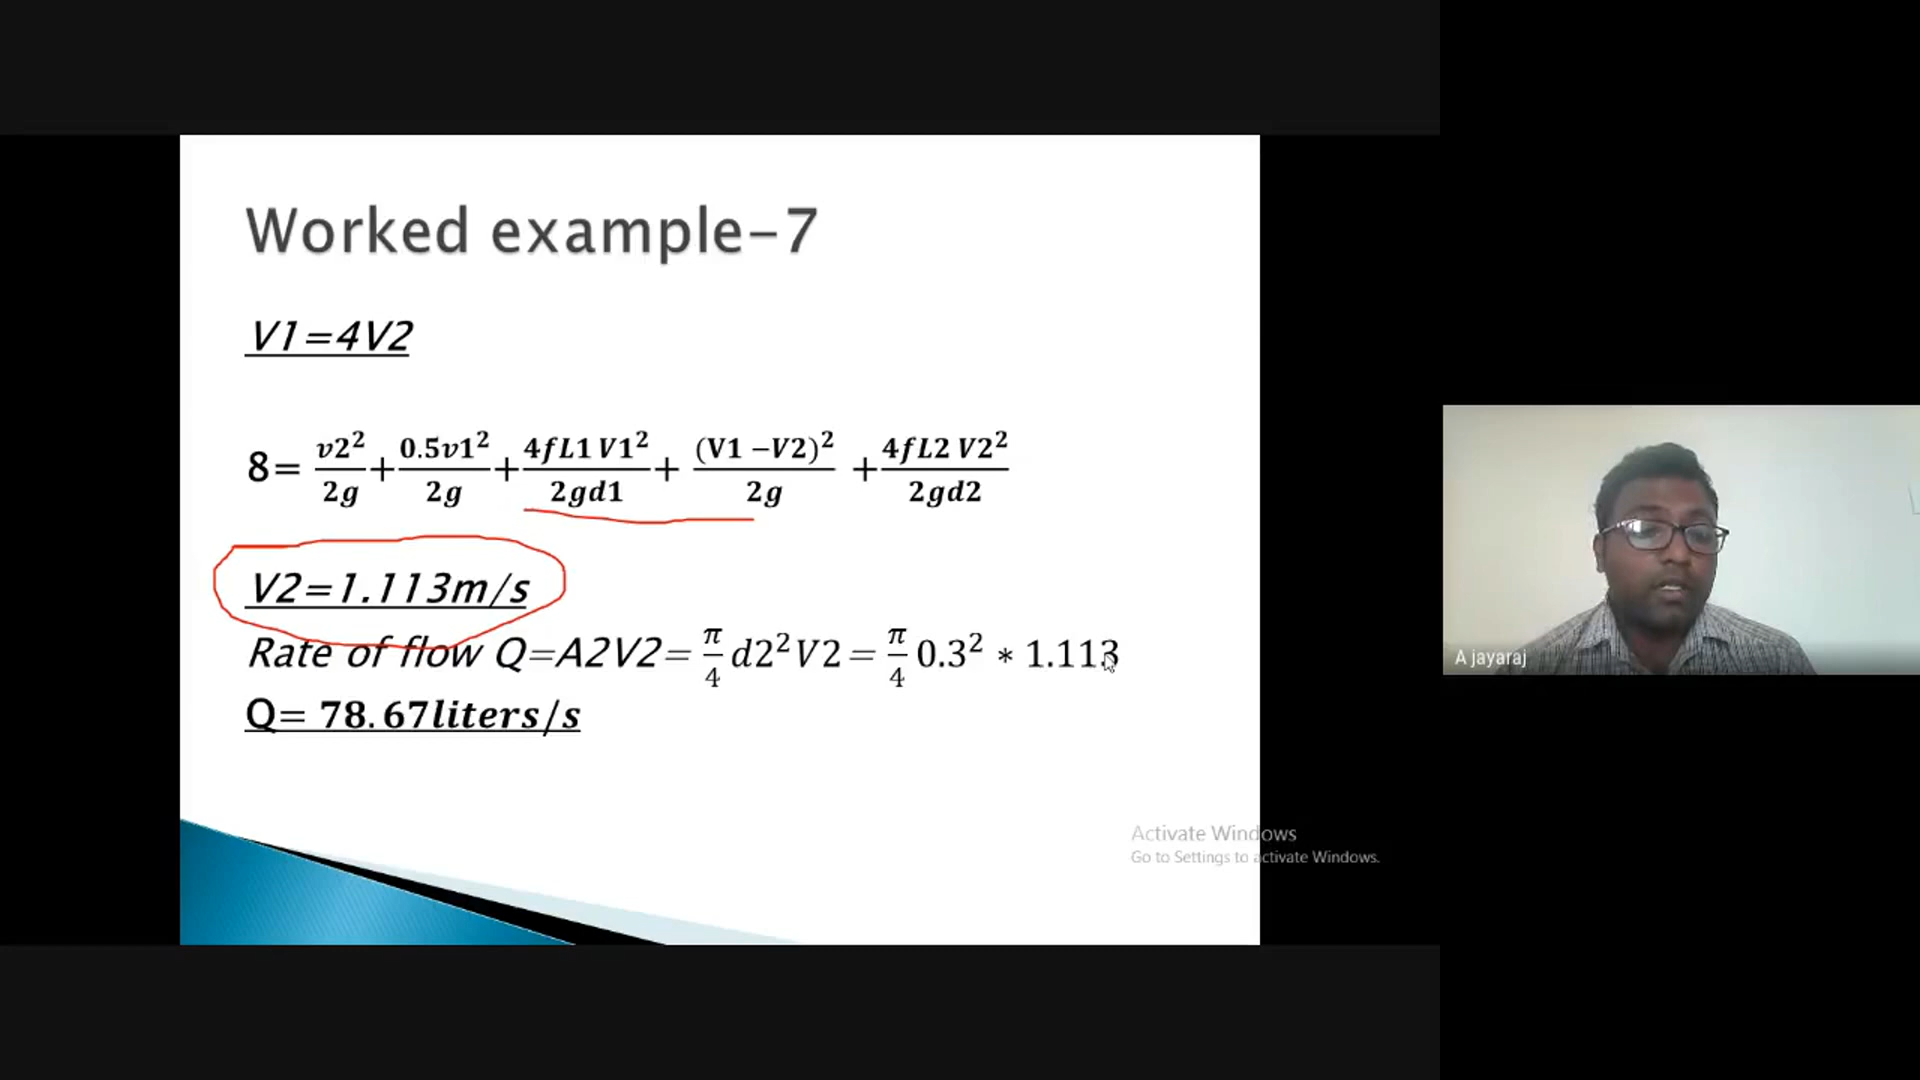 Worked example-7
V1=4V2
8= v2²/2g + 0.5v1²/2g + 4fL1 V1²/2gd1 + (V1 −V2)²/2g + 4fL2 V2²/2gd2
V2=1.113m/s
Rate of flow Q=A2V2= π/4 d2² V2 = π/4 0.3² ∗ 1.113
Q= 78.67liters/s
Activate Windows
Go to Settings to activate Windows.
A jayaraj